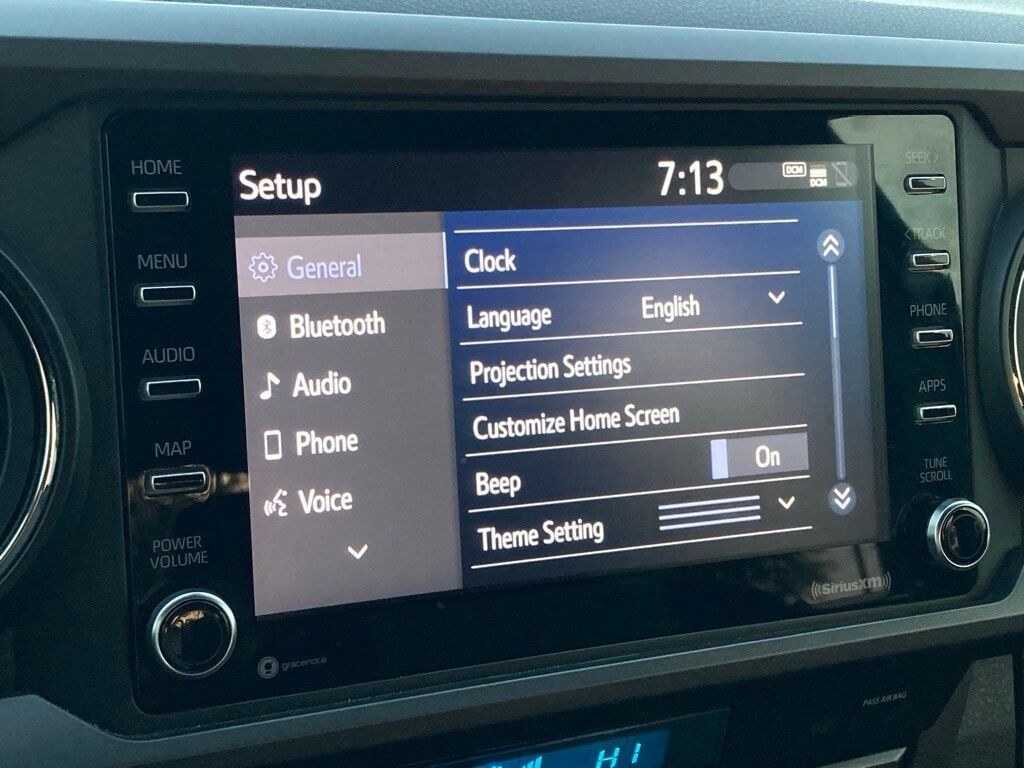 HOME
MENU
AUDIO
MAP
POWER
VOLUME
Setup
7:13
DCM
DCM
General
Bluetooth
Audio
Phone
Voice
Clock
Language English
Projection Settings
Customize Home Screen
Beep On
Theme Setting
SEEK >
< TRACK
PHONE
APPS
TUNE
SCROLL
((SiriusXM))
gracenote
PASS AIR BAG
HI